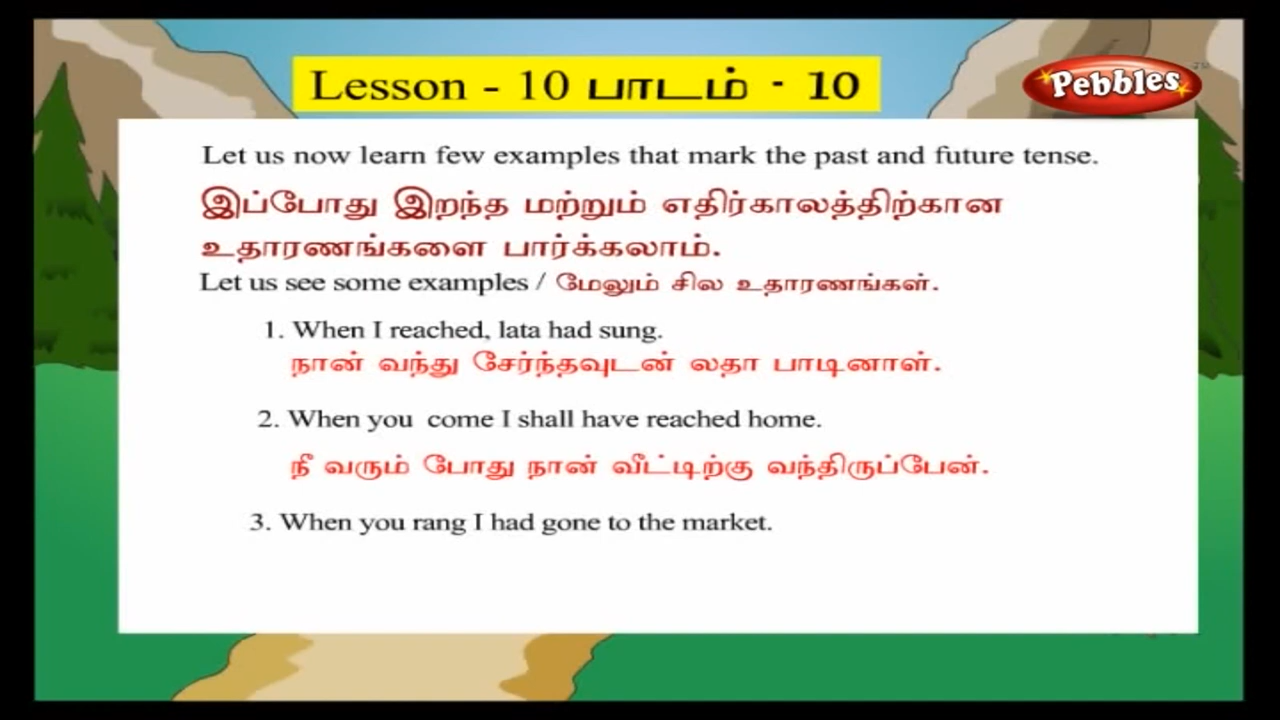 Lesson - 10 பாடம் - 10
Pebbles
Let us now learn few examples that mark the past and future tense.
இப்போது இறந்த மற்றும் எதிர்காலத்திற்கான
உதாரணங்களை பார்க்கலாம்.
Let us see some examples / மேலும் சில உதாரணங்கள்.
1. When I reached, lata had sung.
நான் வந்து சேர்ந்தவுடன் லதா பாடினாள்.
2. When you come I shall have reached home.
நீ வரும் போது நான் வீட்டிற்கு வந்திருப்பேன்.
3. When you rang I had gone to the market.